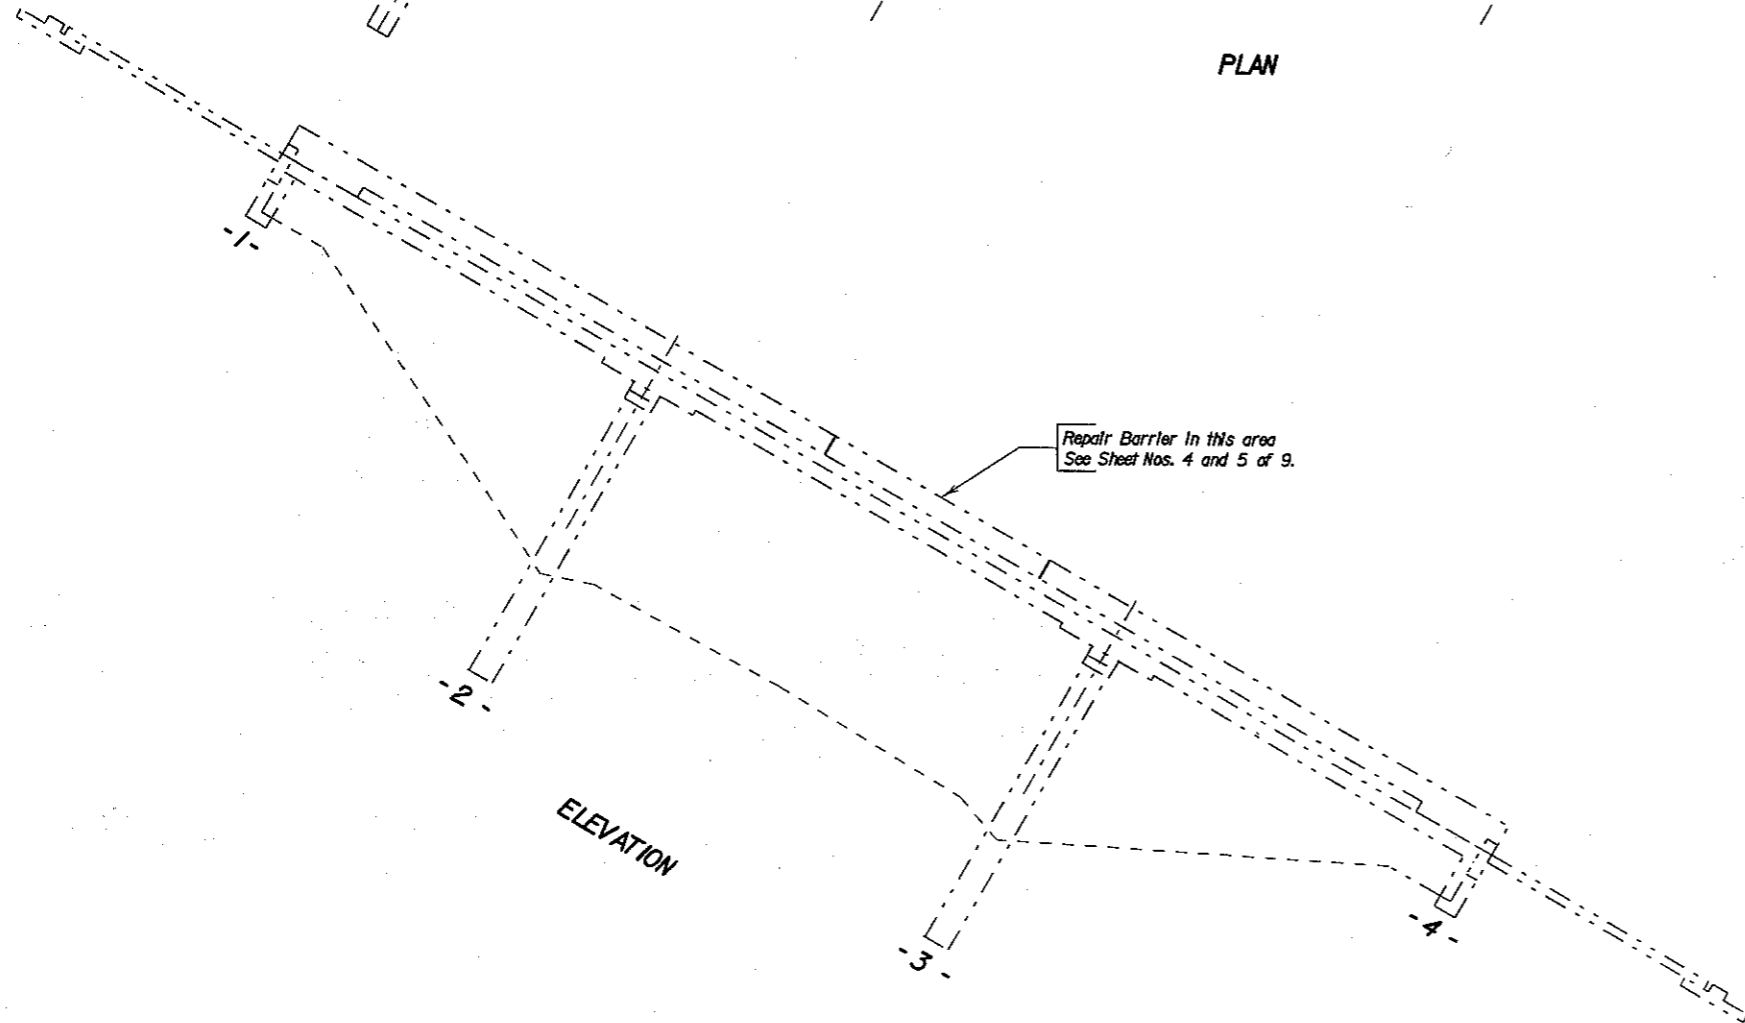 PLAN
-1-
Repair Barrier in this area
See Sheet Nos. 4 and 5 of 9.
-2-
ELEVATION
-3-
-4-